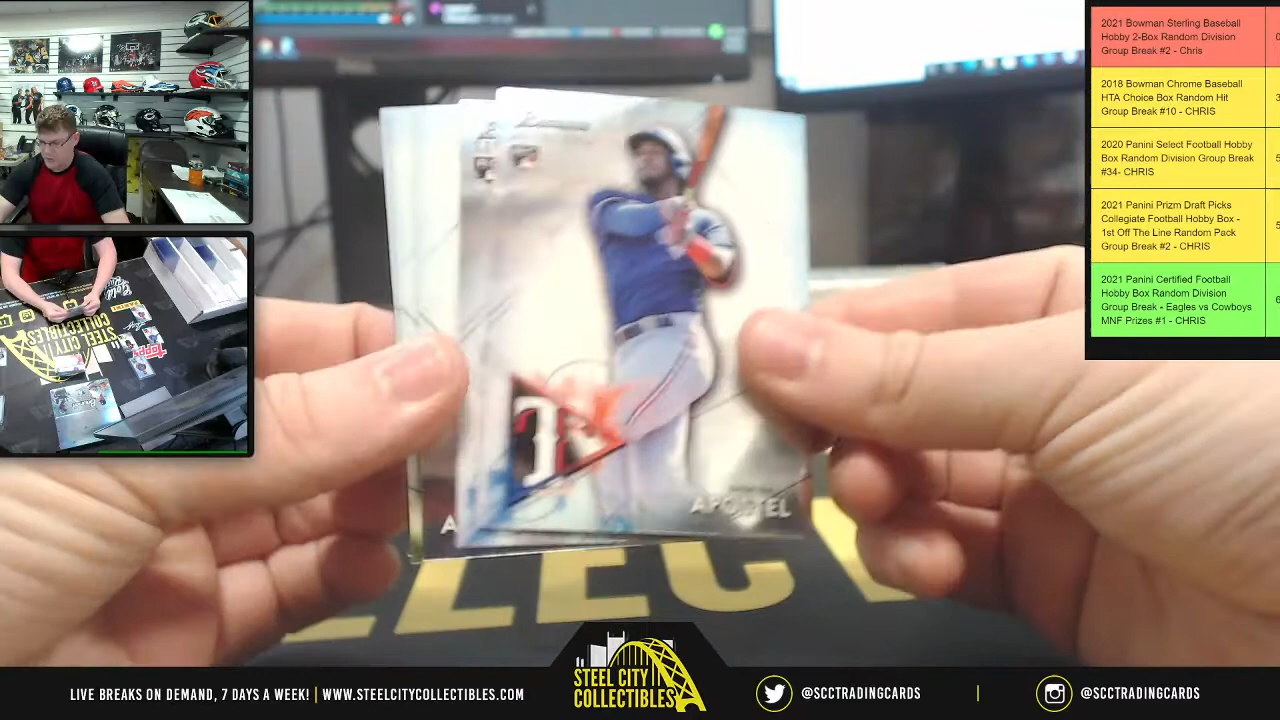 2021 Bowman Sterling Baseball
Hobby 2-Box Random Division
Group Break #2 - Chris
2018 Bowman Chrome Baseball
HTA Choice Box Random Hit
Group Break #10 - CHRIS
2020 Panini Select Football Hobby
Box Random Division Group Break
#34- CHRIS
2021 Panini Prizm Draft Picks
Collegiate Football Hobby Box -
1st Off The Line Random Pack
Group Break #2 - CHRIS
2021 Panini Certified Football
Hobby Box Random Division
Group Break - Eagles vs Cowboys
MNF Prizes #1 - CHRIS
APOSTEL
STEEL CITY
COLLECTIBLES
LECT
STEEL CITY
COLLECTIBLES
LIVE BREAKS ON DEMAND, 7 DAYS A WEEK! | WWW.STEELCITYCOLLECTIBLES.COM
@SCCTRADINGCARDS | @SCCTRADINGCARDS